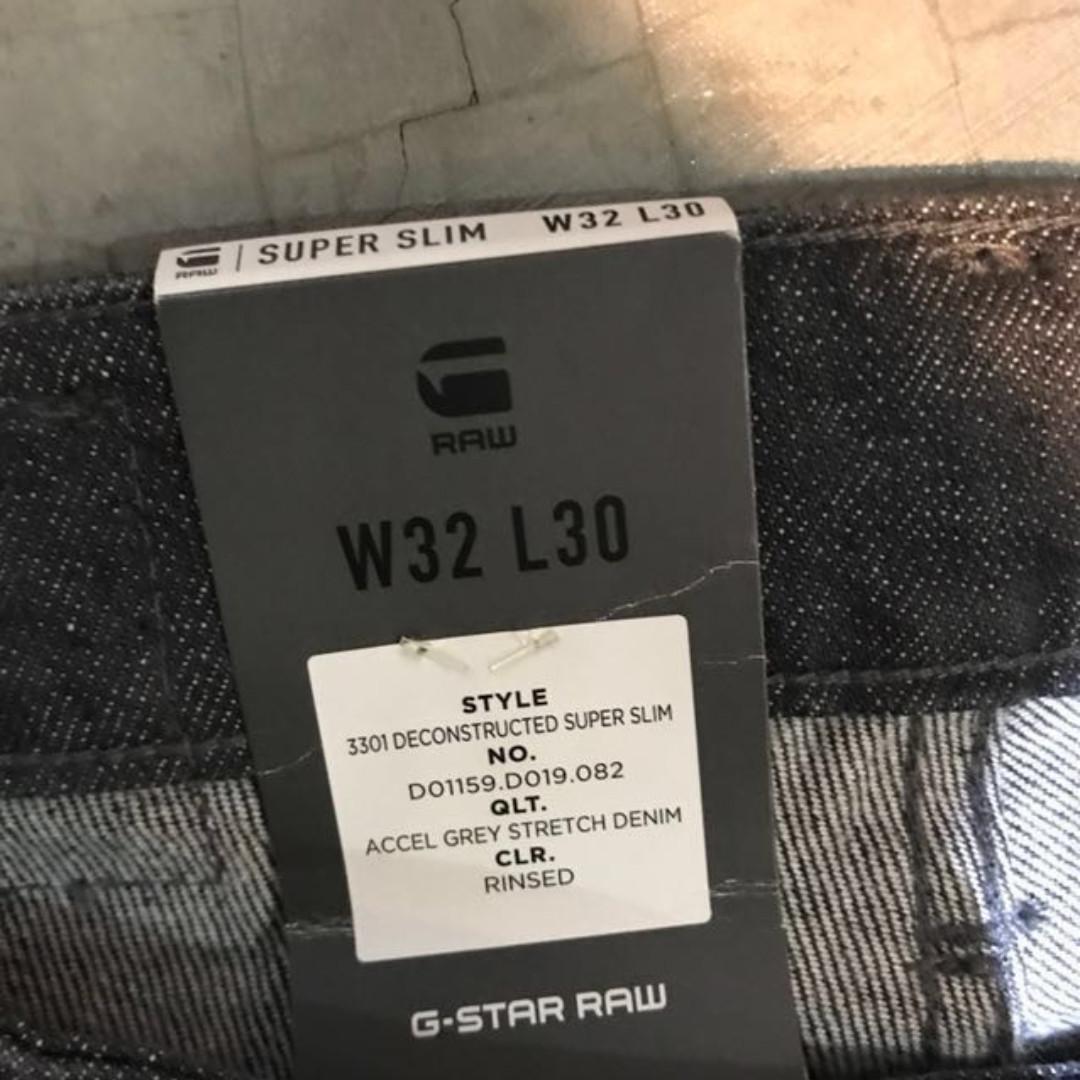 RAW | SUPER SLIM W32 L30
RAW
W32 L30
STYLE
3301 DECONSTRUCTED SUPER SLIM
NO.
D01159.D019.082
QLT.
ACCEL GREY STRETCH DENIM
CLR.
RINSED
G-STAR RAW